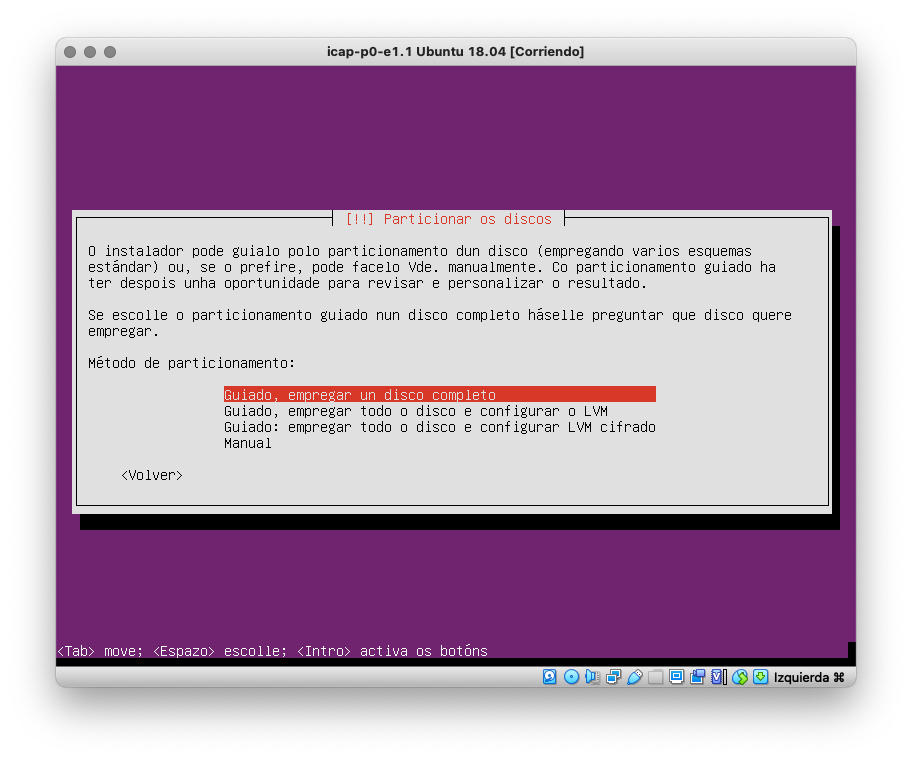 icap-p0-e1.1 Ubuntu 18.04 [Corriendo]
[!!] Particionar os discos
O instalador pode guialo polo particionamento dun disco (empregando varios esquemas
estándar) ou, se o prefire, pode facelo Vde. manualmente. Co particionamento guiado ha
ter despois unha oportunidade para revisar e personalizar o resultado.
Se escolle o particionamento guiado nun disco completo háselle preguntar que disco quere
empregar.
Método de particionamento:
Guiado, empregar un disco completo
Guiado, empregar todo o disco e configurar o LVM
Guiado: empregar todo o disco e configurar LVM cifrado
Manual
<Volver>
<Tab> move; <Espazo> escolle; <Intro> activa os botóns
Izquierda ⌘